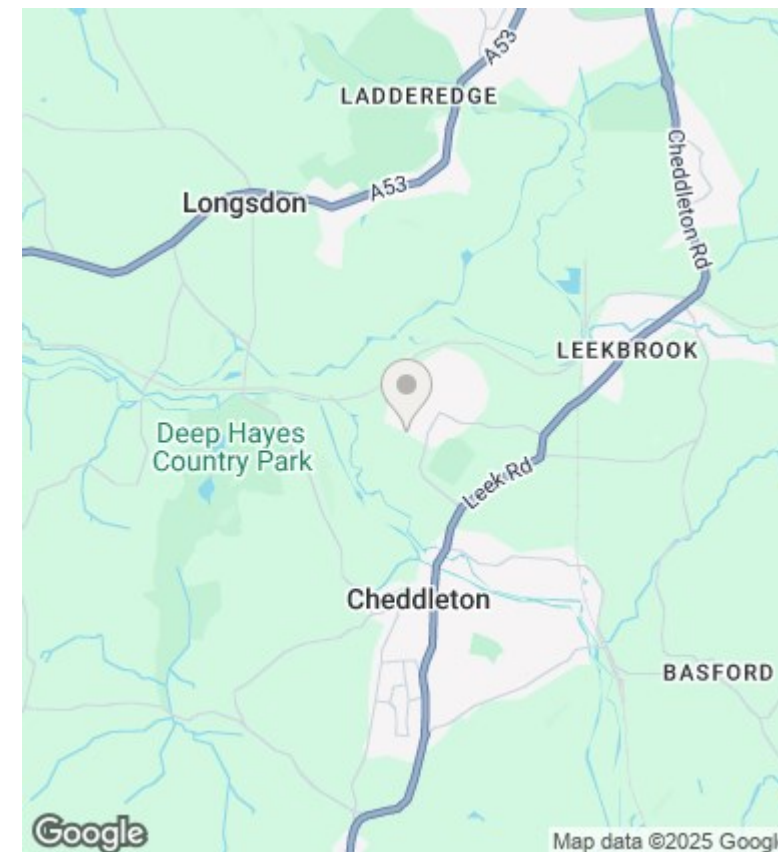 A53
LADDEREDGE
Cheddleton Rd
A53
Longsdon
LEEKBROOK
Deep Hayes
Country Park
Leek Rd
Cheddleton
BASFORD
Google
Map data ©2025 Google